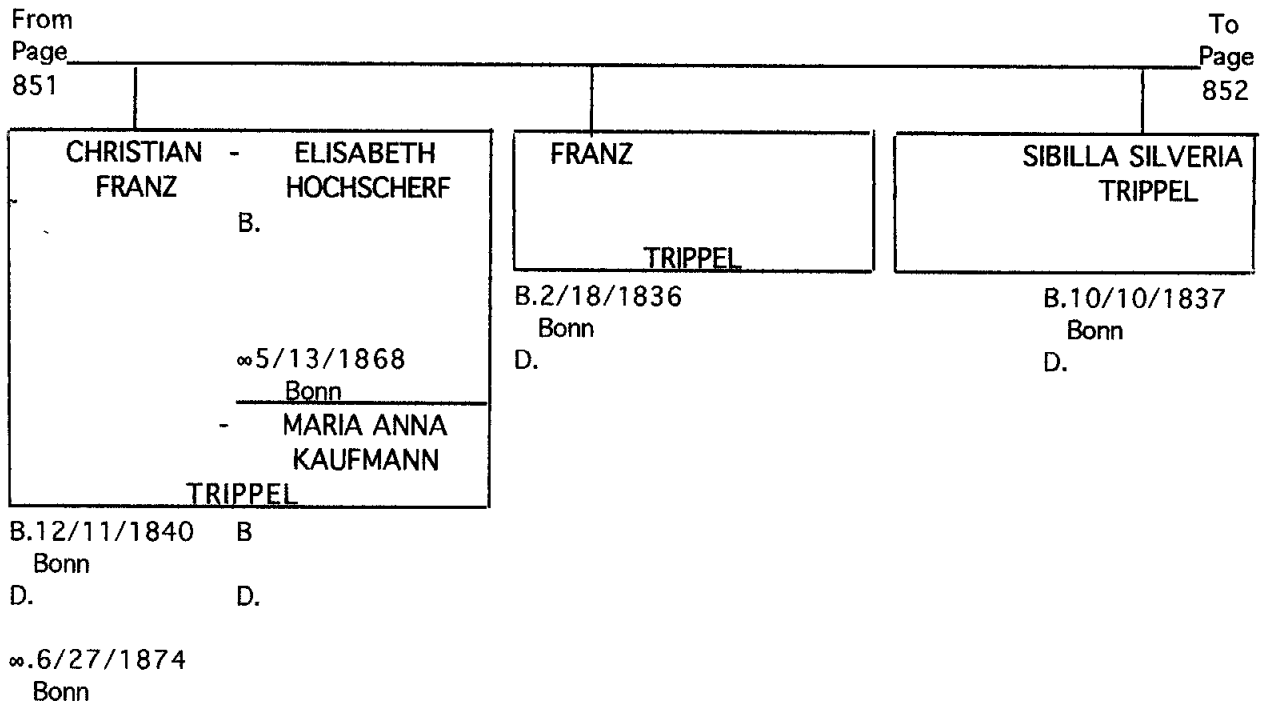 From
Page
851
To
Page
852
CHRISTIAN - ELISABETH
FRANZ HOCHSCHERF
B.
∞5/13/1868
Bonn
- MARIA ANNA
KAUFMANN
TRIPPEL
B.12/11/1840 B
Bonn
D. D.
∞.6/27/1874
Bonn
FRANZ
TRIPPEL
B.2/18/1836
Bonn
D.
SIBILLA SILVERIA
TRIPPEL
B.10/10/1837
Bonn
D.